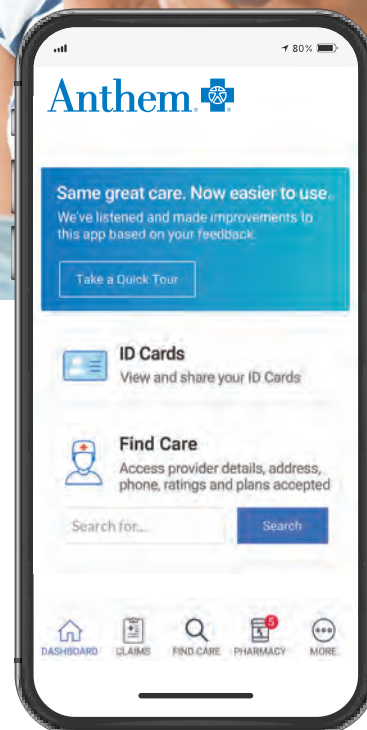 80%
Anthem.
Same great care. Now easier to use.
We've listened and made improvements to
this app based on your feedback.
Take a Quick Tour
ID Cards
View and share your ID Cards
Find Care
Access provider details, address,
phone, ratings and plans accepted
Search for...
Search
5
DASHBOARD CLAIMS FIND CARE PHARMACY MORE